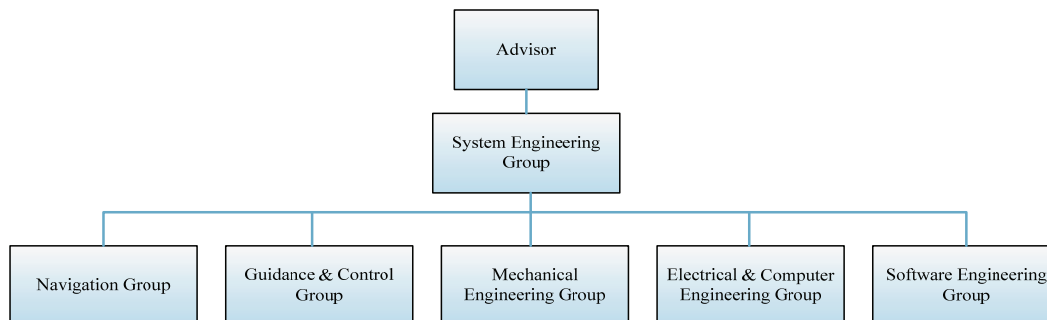 Advisor
System Engineering
Group
Navigation Group
Guidance & Control
Group
Mechanical
Engineering Group
Electrical & Computer
Engineering Group
Software Engineering
Group